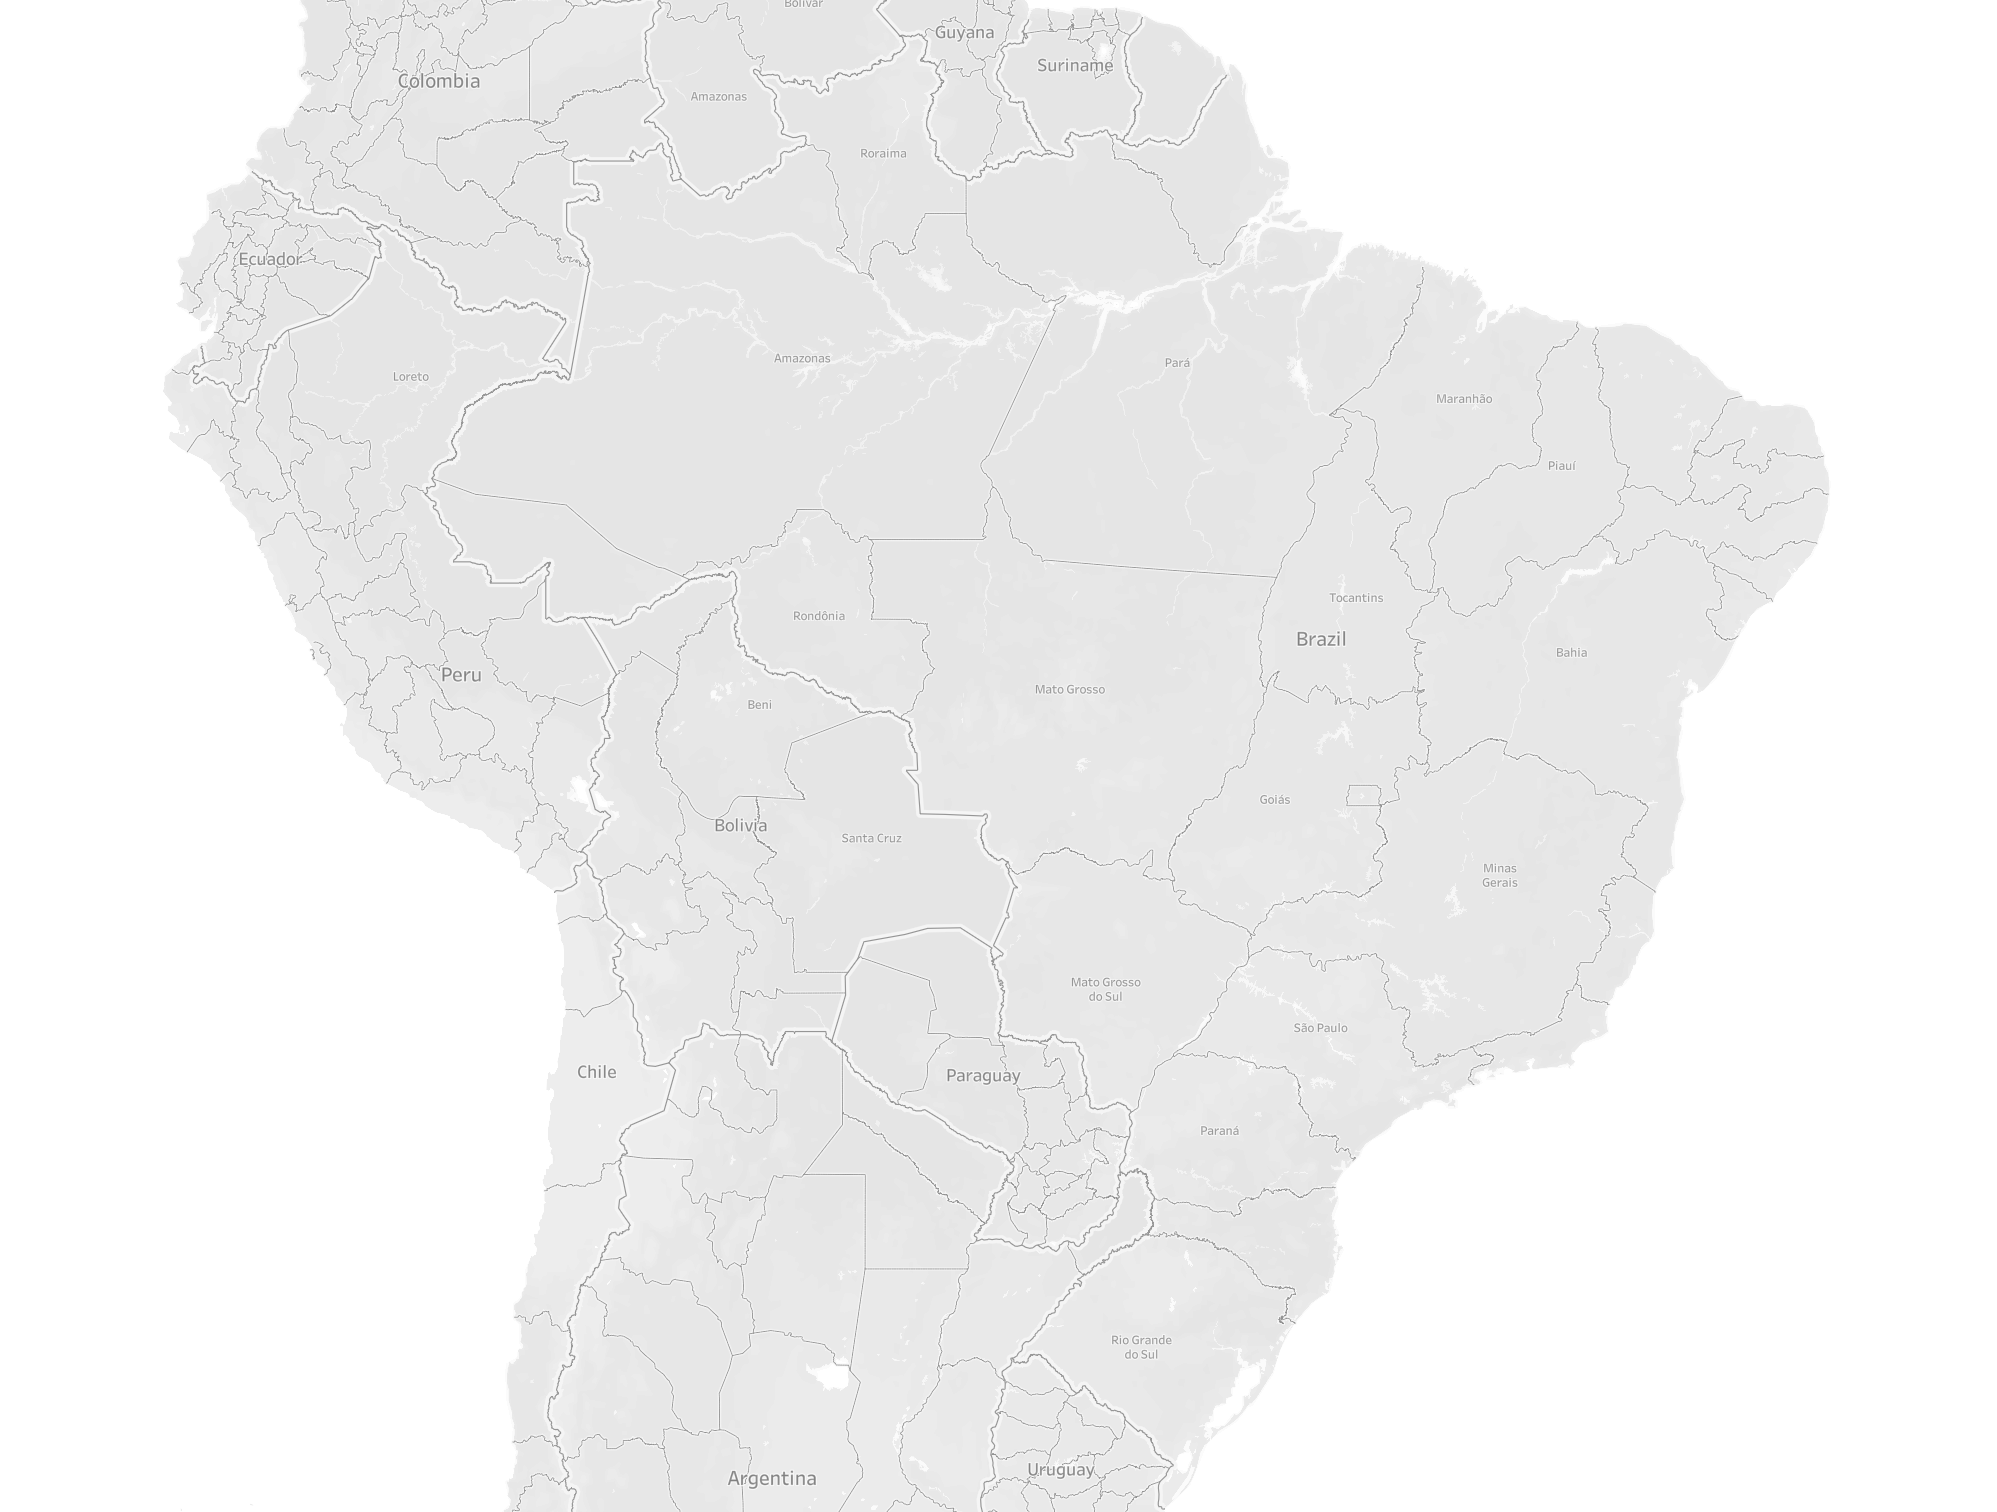 Bolívar
Guyana
Suriname
Colombia
Amazonas
Roraima
Ecuador
Amazonas
Pará
Loreto
Maranhão
Piauí
Tocantins
Rondônia
Brazil
Bahia
Peru
Mato Grosso
Beni
Goiás
Bolivia
Santa Cruz
Minas
Gerais
Mato Grosso
do Sul
São Paulo
Chile
Paraguay
Paraná
Rio Grande
do Sul
Uruguay
Argentina